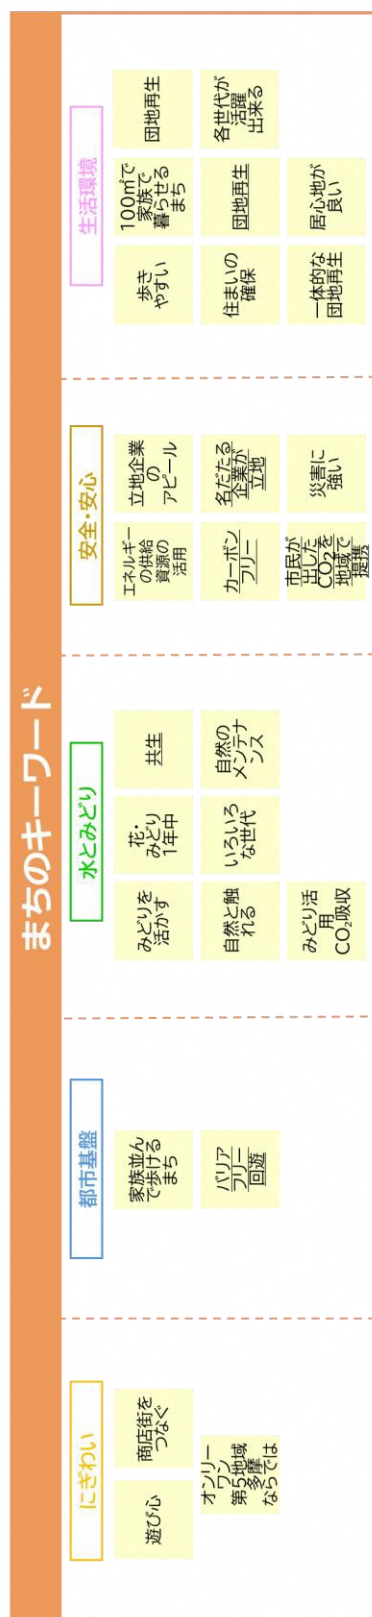 まちのキーワード
にぎわい
遊び心
商店街を
つなぐ
オンリー
ワン
第5地域
多摩
ならでは
都市基盤
家族並ん
で歩ける
まち
バリア
フリー
回遊
水とみどり
みどりを
活かす
花・
みどり
1年中
共生
自然と触
れる
いろいろ
な世代
自然の
メンテナ
ンス
みどり活
用
CO₂吸収
安全・安心
エネルギー
の供給
資源の
活用
立地企業
の
アピール
カーボン
フリー
名だたる
企業が
立地
市民が
出した
CO2を
地域で
提携
災害に
強い
生活環境
歩き
やすい
100㎡で
家族で
暮らせる
まち
団地再生
住まいの
確保
団地再生
各世代が
活躍
出来る
一体的な
団地再生
居心地が
良い